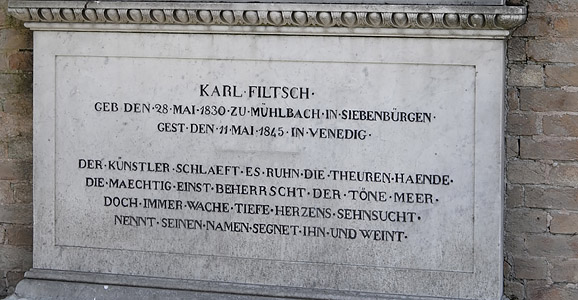 KARL·FILTSCH·
GEB·DEN·28·MAI·1830·ZU·MÜHLBACH·IN·SIEBENBÜRGEN·
GEST·DEN·11·MAI·1845·IN·VENEDIG·
DER·KÜNSTLER·SCHLAEFT·ES·RUHN·DIE·THEUREN·HAENDE·
DIE·MAECHTIG·EINST·BEHERRSCHT·DER·TÖNE·MEER·
DOCH·IMMER·WACHE·TIEFE·HERZENS·SEHNSUCHT·
NENNT·SEINEN·NAMEN·SEGNET·IHN·UND·WEINT·